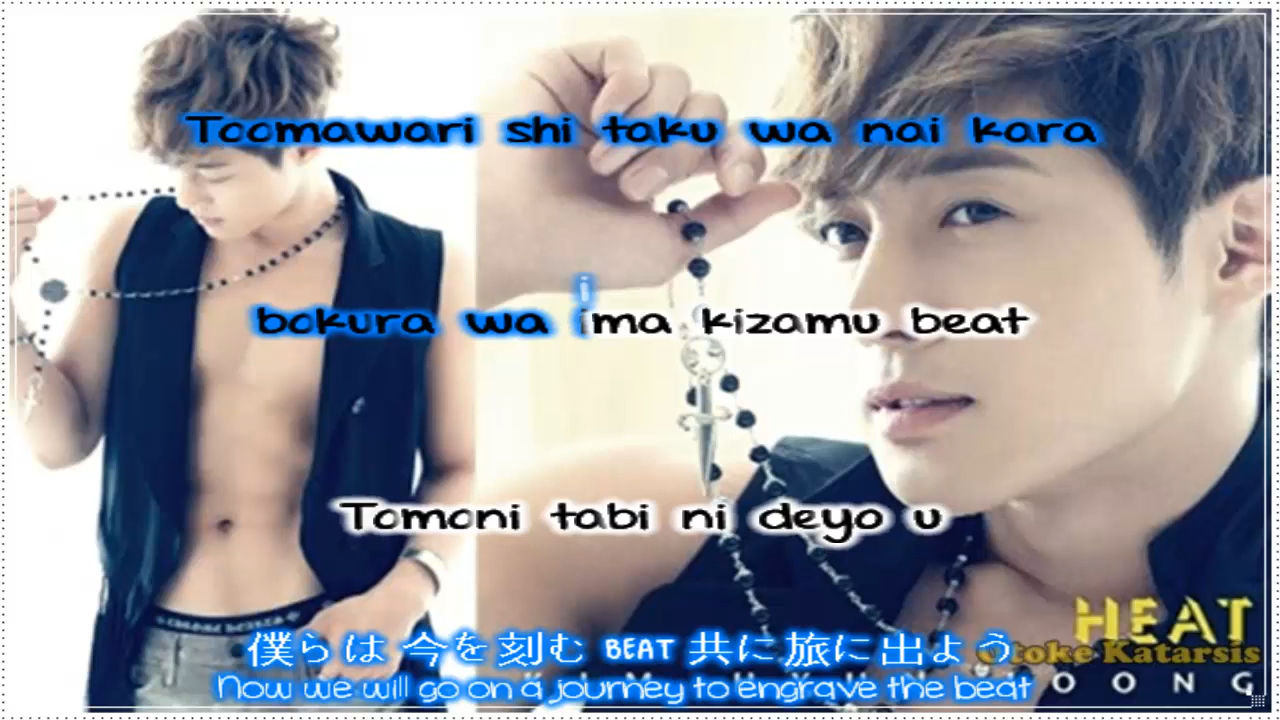 Toomawari shi taku wa nai kara
i
bokura wa ima kizamu beat
Tomoni tabi ni deyo u
HEAT
僕らは 今を刻む BEAT 共に 旅に 出よう
Otoke Katarsis
Now we will go on a journey to engrave the beat
OONG